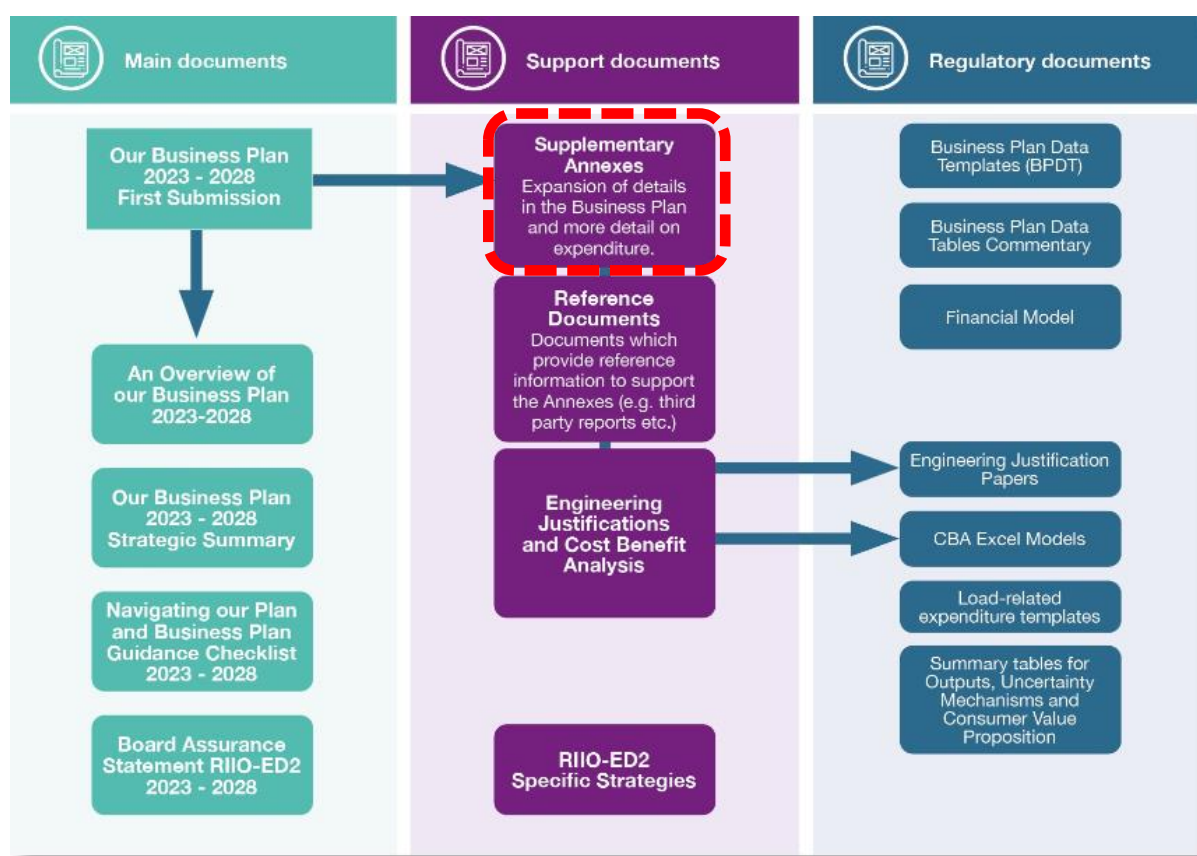 Main documents
Support documents
Regulatory documents
Our Business Plan
2023 - 2028
First Submission
An Overview of
our Business Plan
2023-2028
Our Business Plan
2023 - 2028
Strategic Summary
Navigating our Plan
and Business Plan
Guidance Checklist
2023 - 2028
Board Assurance
Statement RIIO-ED2
2023 - 2028
Supplementary
Annexes
Expansion of details
in the Business Plan
and more detail on
expenditure.
Reference
Documents
Documents which
provide reference
information to support
the Annexes (e.g. third
party reports etc.)
Engineering
Justifications
and Cost Benefit
Analysis
RIIO-ED2
Specific Strategies
Business Plan Data
Templates (BPDT)
Business Plan Data
Tables Commentary
Financial Model
Engineering Justification
Papers
CBA Excel Models
Load-related
expenditure templates
Summary tables for
Outputs, Uncertainty
Mechanisms and
Consumer Value
Proposition